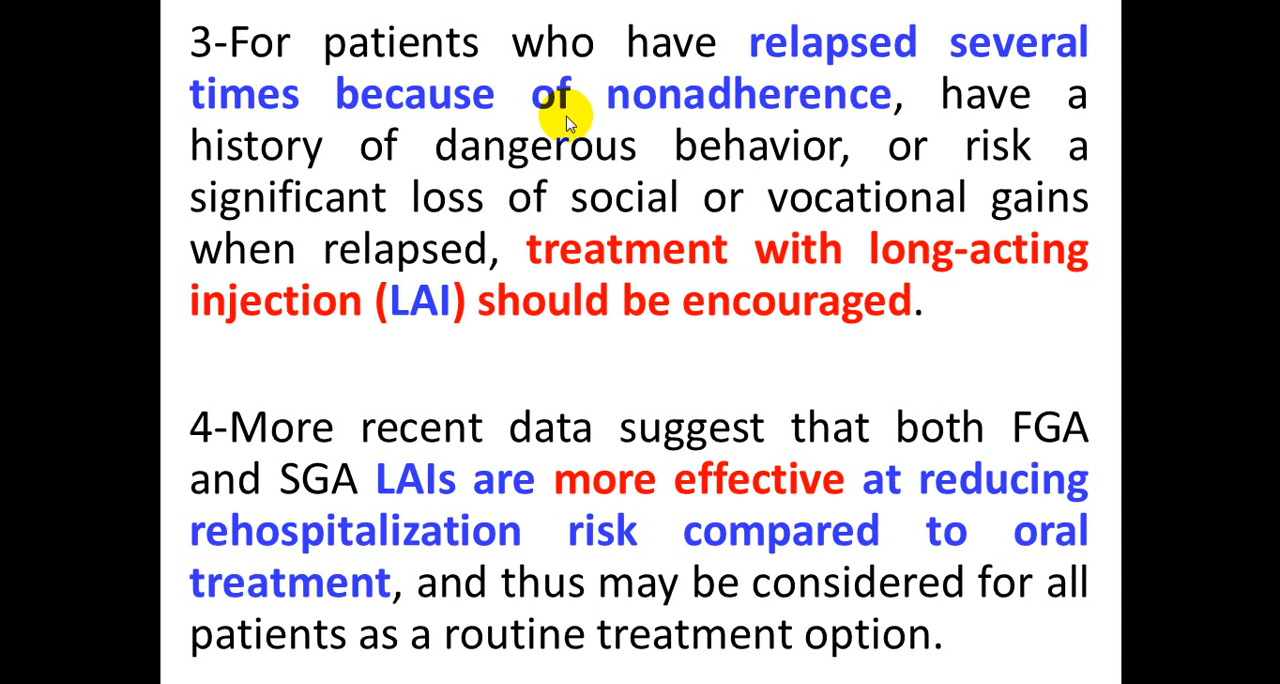 3-For patients who have relapsed several
times because of nonadherence, have a
history of dangerous behavior, or risk a
significant loss of social or vocational gains
when relapsed, treatment with long-acting
injection (LAI) should be encouraged.
4-More recent data suggest that both FGA
and SGA LAIs are more effective at reducing
rehospitalization risk compared to oral
treatment, and thus may be considered for all
patients as a routine treatment option.